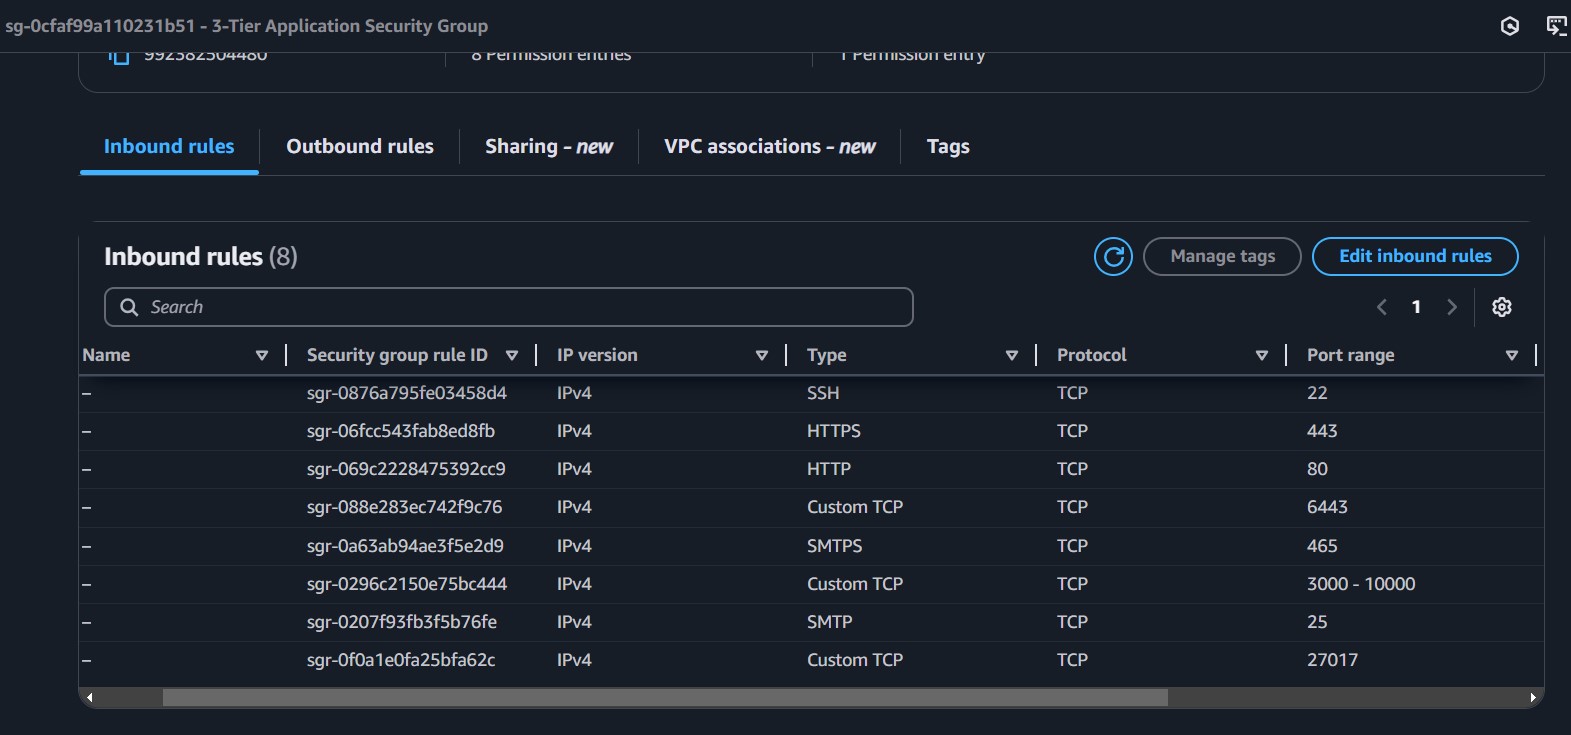 sg-0cfaf99a110231b51 - 3-Tier Application Security Group
992382504480 8 Permission entries 1 Permission entry
Inbound rules Outbound rules Sharing - new VPC associations - new Tags
Inbound rules (8) Manage tags Edit inbound rules
Search 1
Name Security group rule ID IP version Type Protocol Port range
– sgr-0876a795fe03458d4 IPv4 SSH TCP 22
– sgr-06fcc543fab8ed8fb IPv4 HTTPS TCP 443
– sgr-069c2228475392cc9 IPv4 HTTP TCP 80
– sgr-088e283ec742f9c76 IPv4 Custom TCP TCP 6443
– sgr-0a63ab94ae3f5e2d9 IPv4 SMTPS TCP 465
– sgr-0296c2150e75bc444 IPv4 Custom TCP TCP 3000 - 10000
– sgr-0207f93fb3f5b76fe IPv4 SMTP TCP 25
– sgr-0f0a1e0fa25bfa62c IPv4 Custom TCP TCP 27017